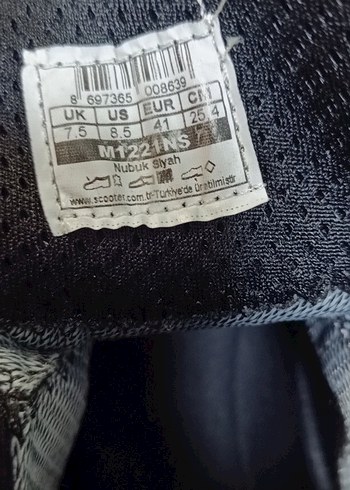 8 697365 008639
UK US EUR CM
7.5 8.5 41 25.4
M1221NS
Nubuk Siyah
www.scooter.com.tr-Türkiye'de üretilmiştir